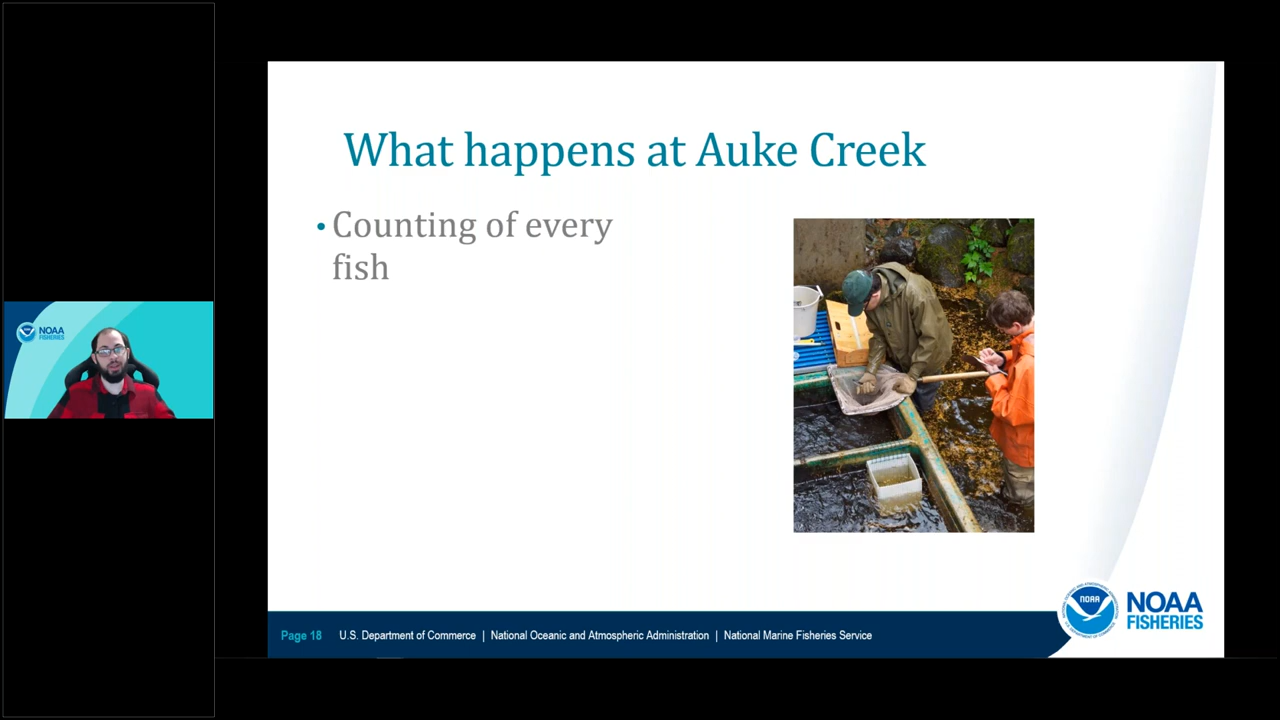 What happens at Auke Creek
• Counting of every
fish
NOAA
FISHERIES
NOAA
NOAA
FISHERIES
Page 18 U.S. Department of Commerce | National Oceanic and Atmospheric Administration | National Marine Fisheries Service